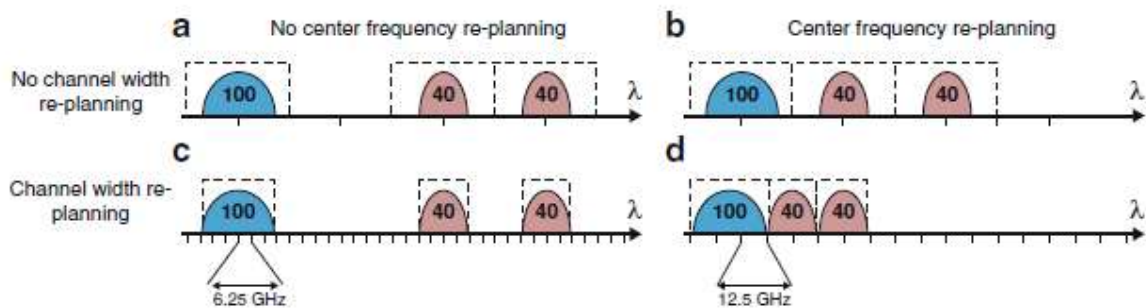 a No center frequency re-planning b Center frequency re-planning
No channel width
re-planning
100 40 40 λ 100 40 40 λ
c d
Channel width re-
planning
100 40 40 λ 100 40 40 λ
6.25 GHz 12.5 GHz